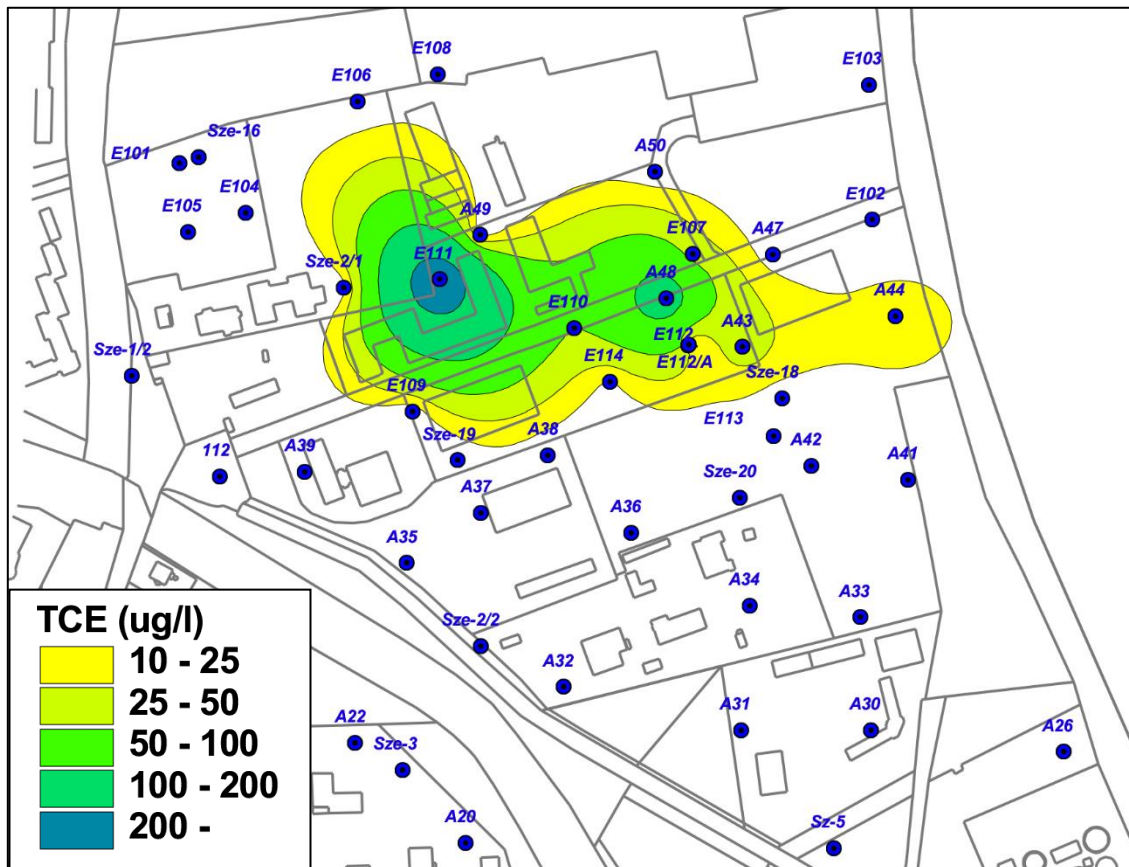 E108
E103
E106
Sze-16
E101
A50
E104
E102
E105
A49
E107
A47
Sze-2/1
E111
A48
A44
E110
A43
E112
Sze-1/2
E112/A
E114
Sze-18
E109
E113
A38
Sze-19
A42
112
A39
A41
Sze-20
A37
A36
A35
A34
A33
TCE (ug/l)
10 - 25
25 - 50
50 - 100
100 - 200
200 -
Sze-2/2
A32
A31
A30
A22
A26
Sze-3
A20
Sz-5